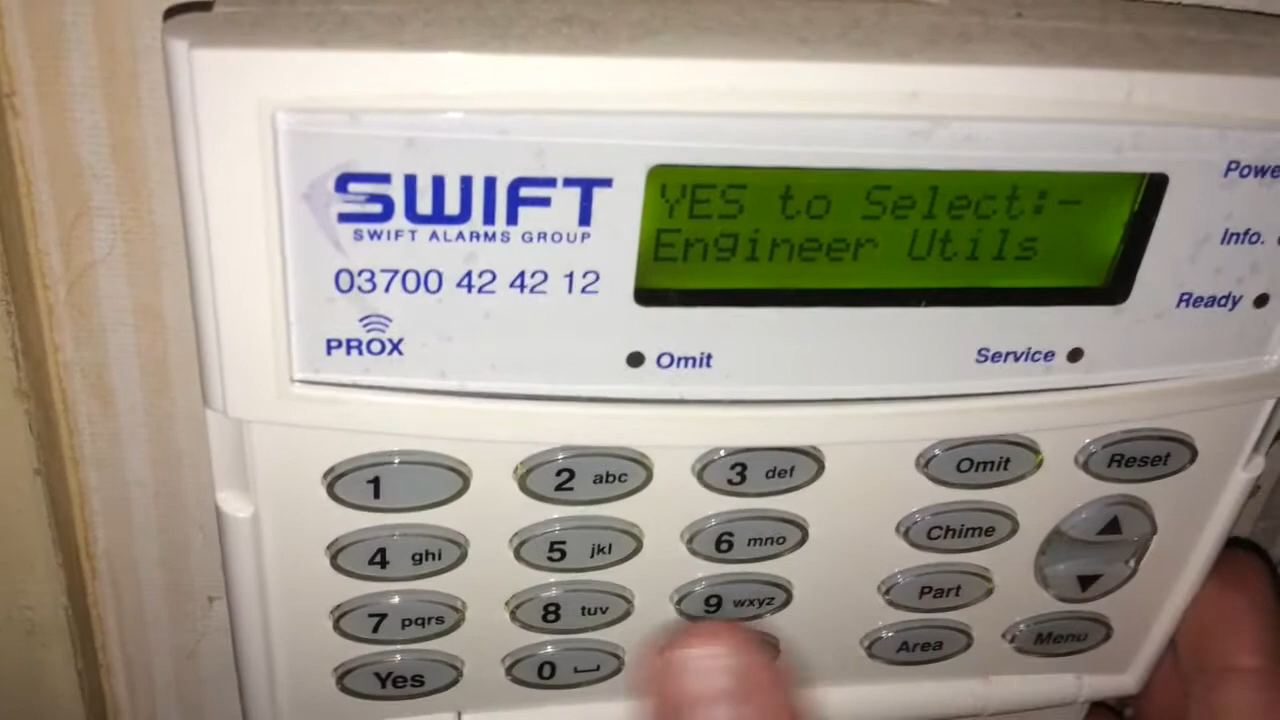 SWIFT
SWIFT ALARMS GROUP
03700 42 42 12
PROX
YES to Select:-
Engineer Utils
Info.
Ready
Omit
Service
1
2 abc
3 def
Omit
Reset
4 ghi
5 jkl
6 mno
Chime
7 pqrs
8 tuv
9 wxyz
Part
Yes
0
Area
Menu